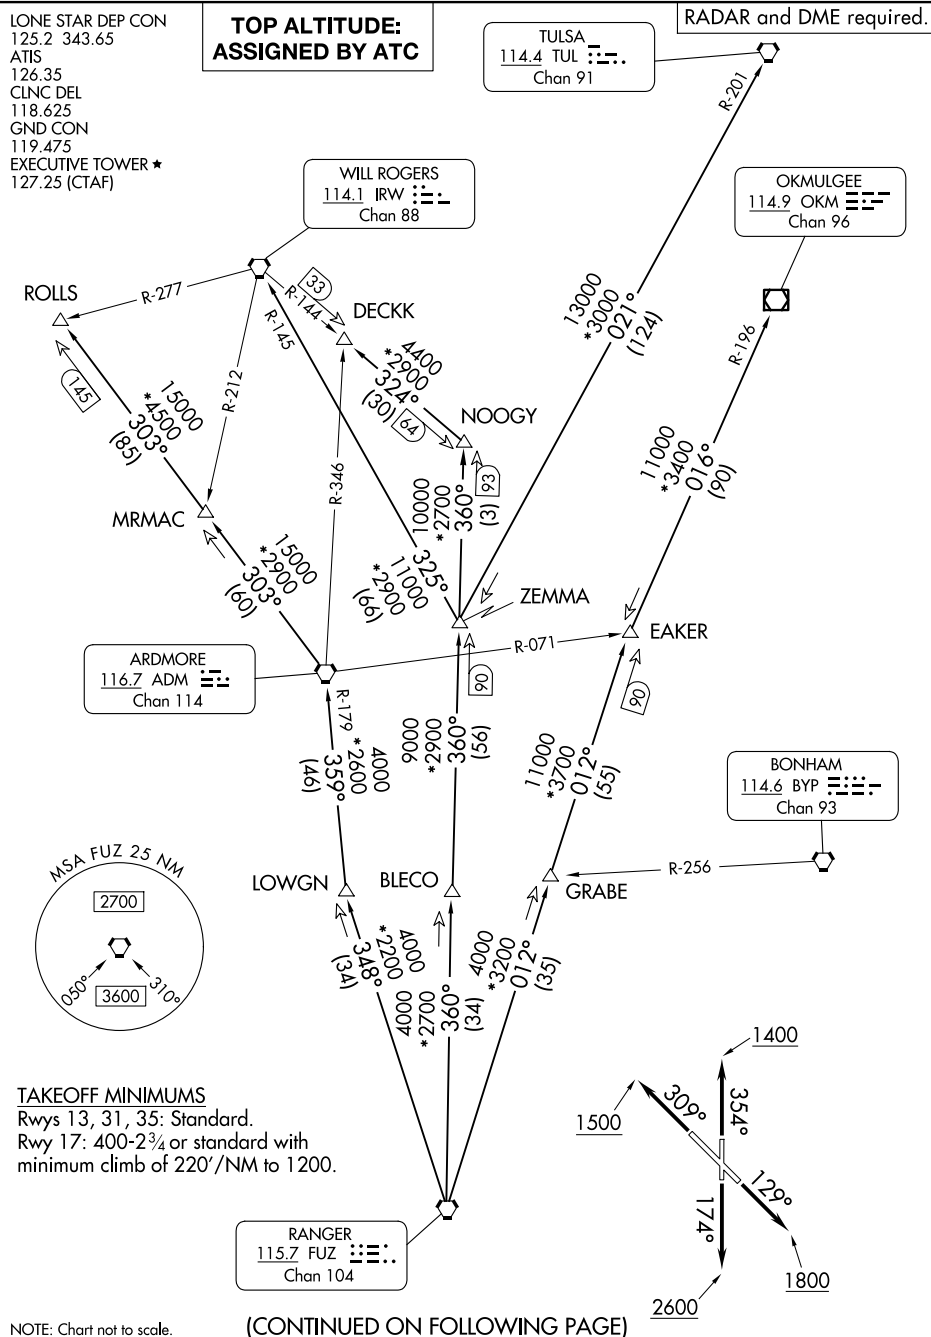 LONE STAR DEP CON
125.2 343.65
ATIS
126.35
CLNC DEL
118.625
GND CON
119.475
EXECUTIVE TOWER ★
127.25 (CTAF)
TOP ALTITUDE:
ASSIGNED BY ATC
RADAR and DME required.
TULSA
114.4 TUL
Chan 91
R-201
WILL ROGERS
114.1 IRW
Chan 88
OKMULGEE
114.9 OKM
Chan 96
ROLLS
R-277
R-144
33
DECKK
R-145
R-212
R-346
R-196
145
15000
*4500
303°
(85)
4400
*2900
324°
(30)
64
NOOGY
13000
*3000
021°
(124)
11000
*3400
016°
(90)
MRMAC
15000
*2900
303°
(60)
325°
11000
*2900
(66)
10000
*2700
360°
(3)
93
ZEMMA
EAKER
R-071
90
90
ARDMORE
116.7 ADM
Chan 114
R-179
4000
*2600
359°
(46)
9000
*2900
360°
(56)
11000
*3700
012°
(55)
BONHAM
114.6 BYP
Chan 93
R-256
LOWGN
BLECO
GRABE
MSA FUZ 25 NM
2700
050°
310°
3600
4000
*2200
348°
(34)
4000
4000
*2700
360°
(34)
4000
*3200
012°
(35)
TAKEOFF MINIMUMS
Rwys 13, 31, 35: Standard.
Rwy 17: 400-2¾ or standard with
minimum climb of 220'/NM to 1200.
1400
1500
309°
354°
129°
174°
1800
2600
RANGER
115.7 FUZ
Chan 104
NOTE: Chart not to scale.
(CONTINUED ON FOLLOWING PAGE)